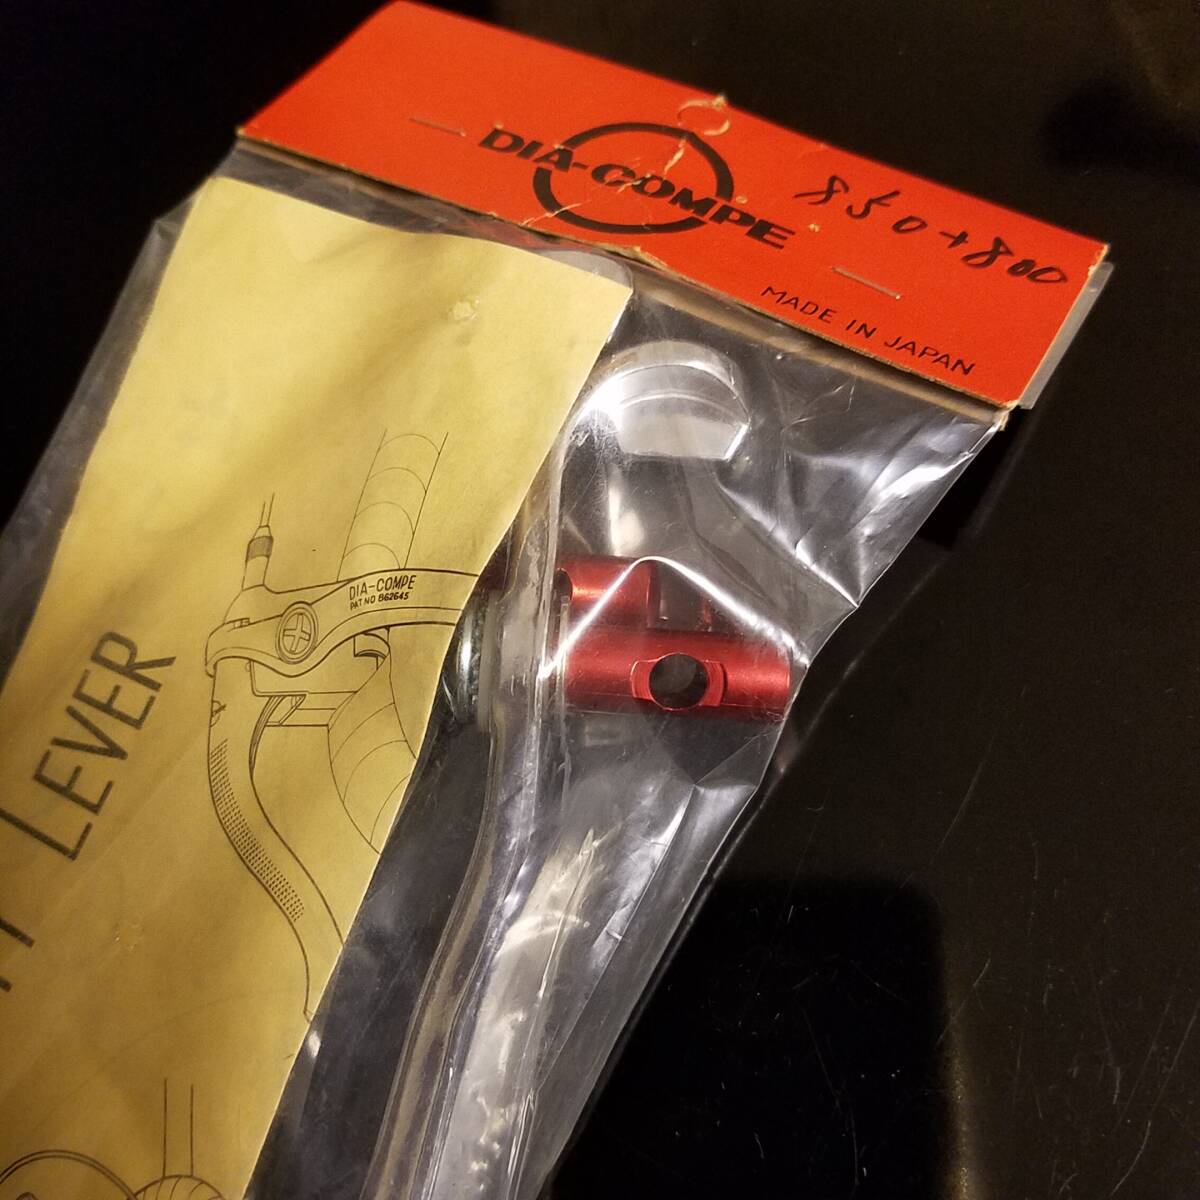 DIA-COMPE
850+800
MADE IN JAPAN
DIA-COMPE
PAT NO 862645
LEVER